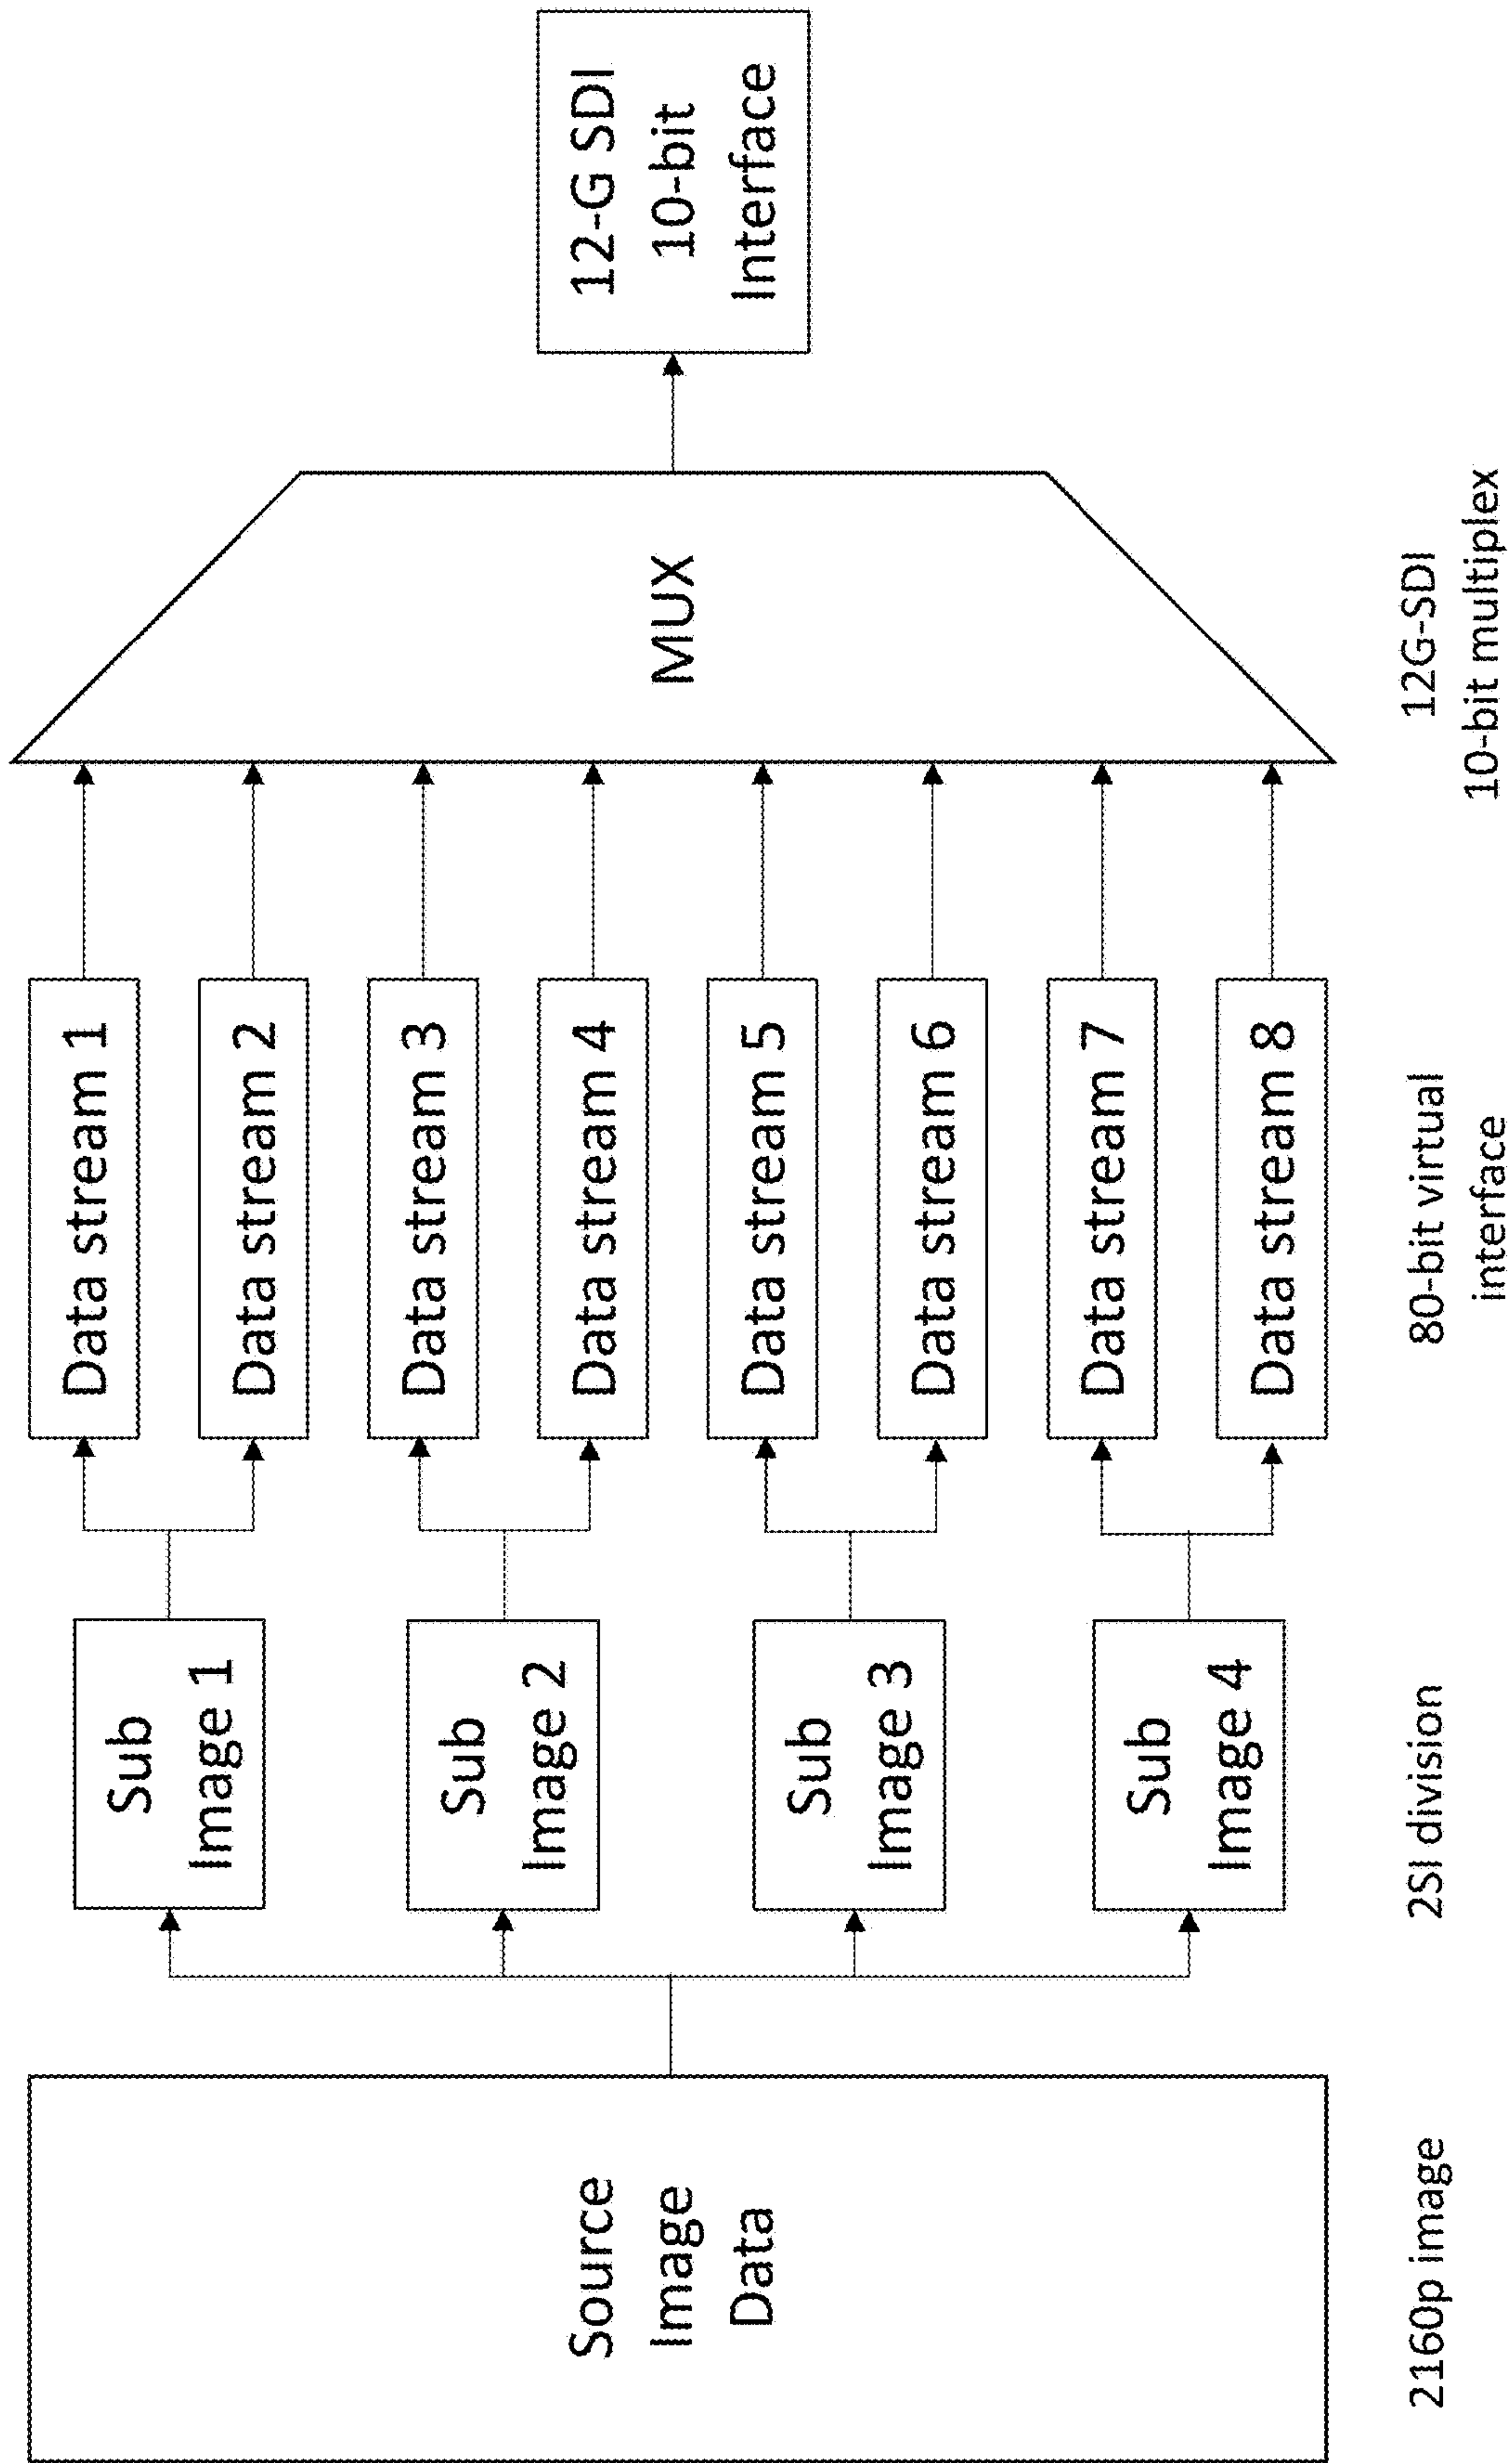 Source
Image
Data
2160p image
Sub
Image 1
Sub
Image 2
Sub
Image 3
Sub
Image 4
2SI division
Data stream 1
Data stream 2
Data stream 3
Data stream 4
Data stream 5
Data stream 6
Data stream 7
Data stream 8
80-bit virtual
interface
MUX
12G-SDI
10-bit multiplex
12-G SDI
10-bit
Interface